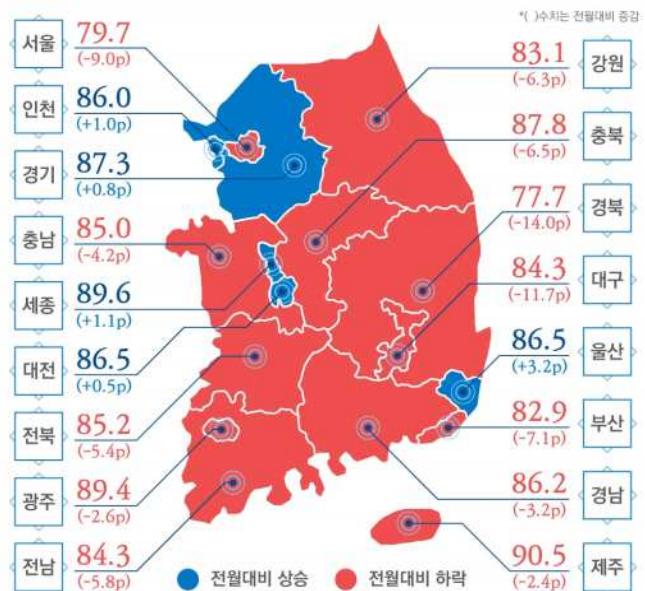 *( )수치는 전월대비 증감
서울 79.7
(-9.0p)
인천 86.0
(+1.0p)
경기 87.3
(+0.8p)
충남 85.0
(-4.2p)
세종 89.6
(+1.1p)
대전 86.5
(+0.5p)
전북 85.2
(-5.4p)
광주 89.4
(-2.6p)
전남 84.3
(-5.8p)
83.1 강원
(-6.3p)
87.8 충북
(-6.5p)
77.7 경북
(-14.0p)
84.3 대구
(-11.7p)
86.5 울산
(+3.2p)
82.9 부산
(-7.1p)
86.2 경남
(-3.2p)
90.5 제주
(-2.4p)
전월대비 상승 전월대비 하락